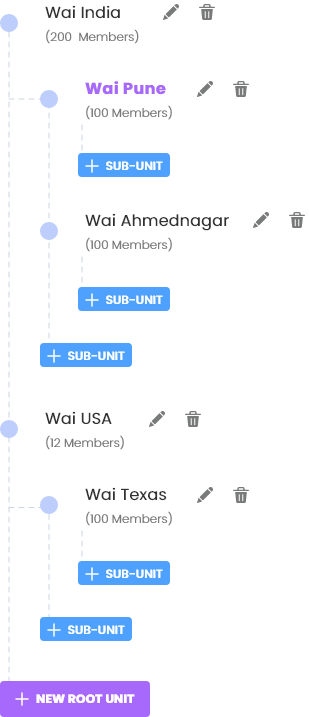 Wai India
(200 Members)
Wai Pune
(100 Members)
+ SUB-UNIT
Wai Ahmednagar
(100 Members)
+ SUB-UNIT
+ SUB-UNIT
Wai USA
(12 Members)
Wai Texas
(100 Members)
+ SUB-UNIT
+ SUB-UNIT
+ NEW ROOT UNIT